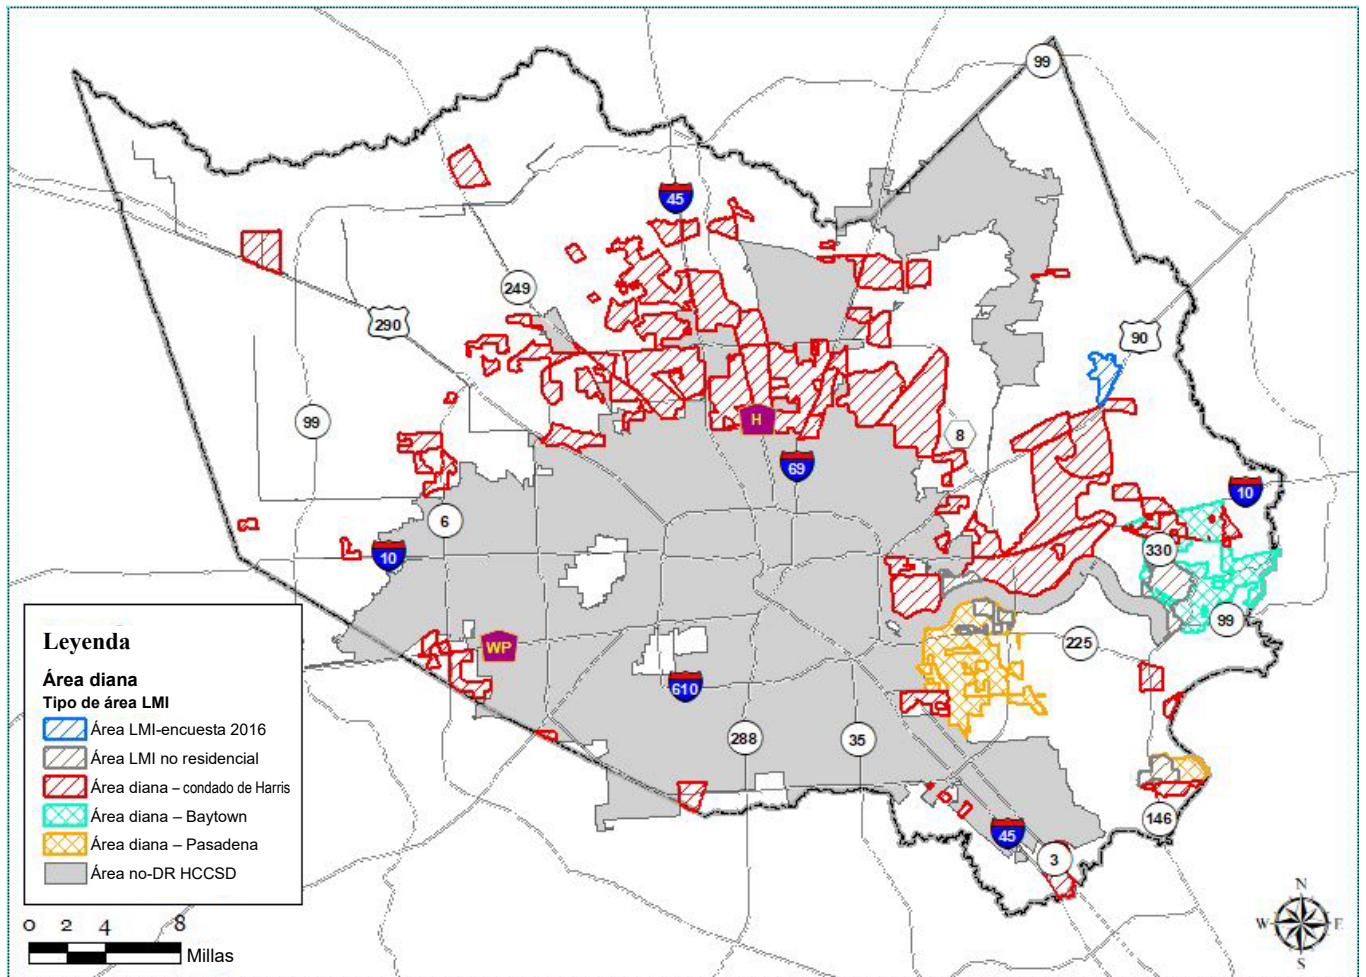 99
45
249
290
90
99
H
8
69
10
6
10
330
99
WP
225
610
288
35
146
45
3
Leyenda
Área diana
Tipo de área LMI
Área LMI-encuesta 2016
Área LMI no residencial
Área diana – condado de Harris
Área diana – Baytown
Área diana – Pasadena
Área no-DR HCCSD
0 2 4 8
Millas
N
W E
S